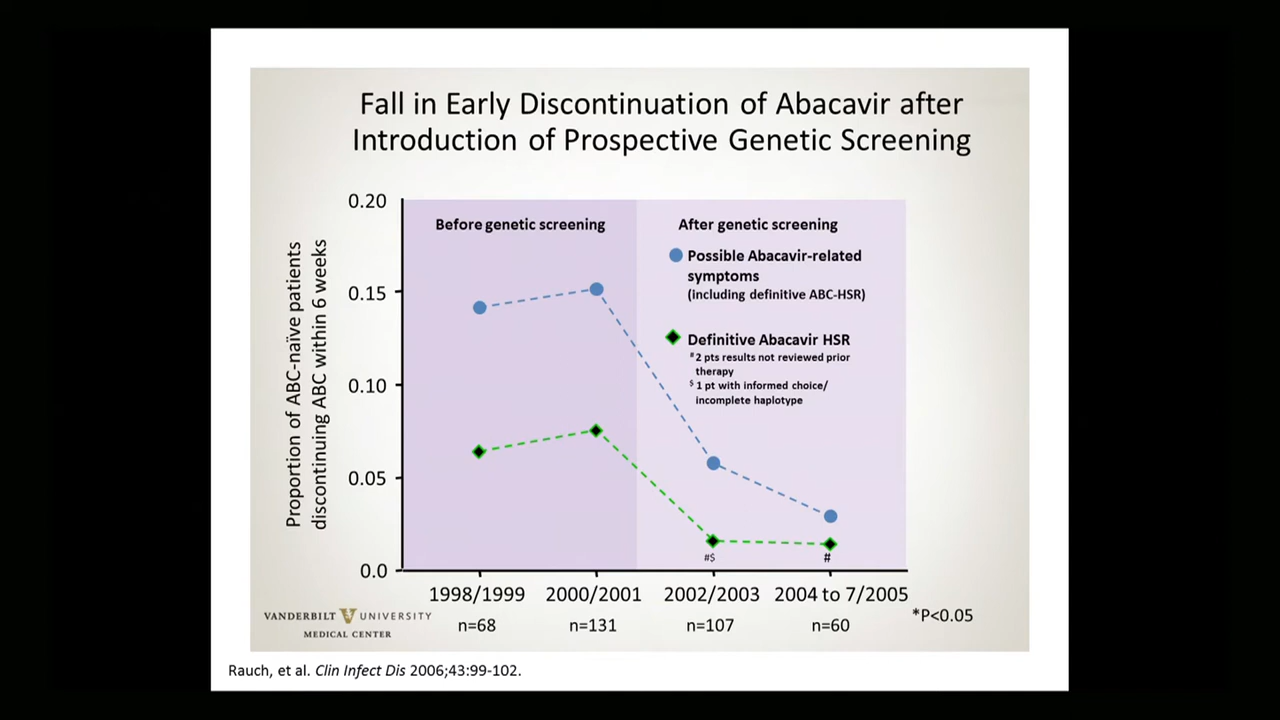 Fall in Early Discontinuation of Abacavir after
Introduction of Prospective Genetic Screening
Proportion of ABC-naïve patients
discontinuing ABC within 6 weeks
0.20
0.15
0.10
0.05
0.0
Before genetic screening
After genetic screening
Possible Abacavir-related
symptoms
(including definitive ABC-HSR)
Definitive Abacavir HSR
# 2 pts results not reviewed prior
therapy
$ 1 pt with informed choice/
incomplete haplotype
#$
#
1998/1999 2000/2001 2002/2003 2004 to 7/2005
n=68 n=131 n=107 n=60
*P<0.05
VANDERBILT V UNIVERSITY
MEDICAL CENTER
Rauch, et al. Clin Infect Dis 2006;43:99-102.